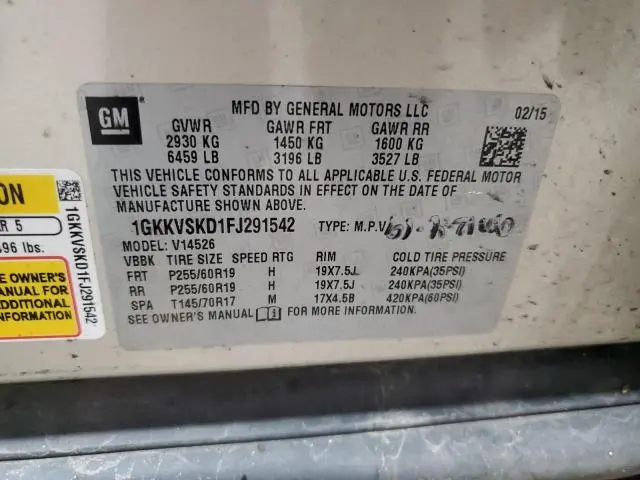 GM
MFD BY GENERAL MOTORS LLC 02/15
GVWR GAWR FRT GAWR RR
2930 KG 1450 KG 1600 KG
6459 LB 3196 LB 3527 LB
THIS VEHICLE CONFORMS TO ALL APPLICABLE U.S. FEDERAL MOTOR
VEHICLE SAFETY STANDARDS IN EFFECT ON THE DATE OF
MANUFACTURE SHOWN ABOVE.
1GKKVSKD1FJ291542 TYPE: M.P.V
MODEL: V14526
VBBK TIRE SIZE SPEED RTG RIM COLD TIRE PRESSURE
FRT P255/60R19 H 19X7.5J 240KPA(35PSI)
RR P255/60R19 H 19X7.5J 240KPA(35PSI)
SPA T145/70R17 M 17X4.5B 420KPA(60PSI)
SEE OWNER'S MANUAL FOR MORE INFORMATION.
ON
R 5
96 lbs.
E OWNER'S
ANUAL FOR
ADDITIONAL
FORMATION
1GKKVSKD1FJ291542